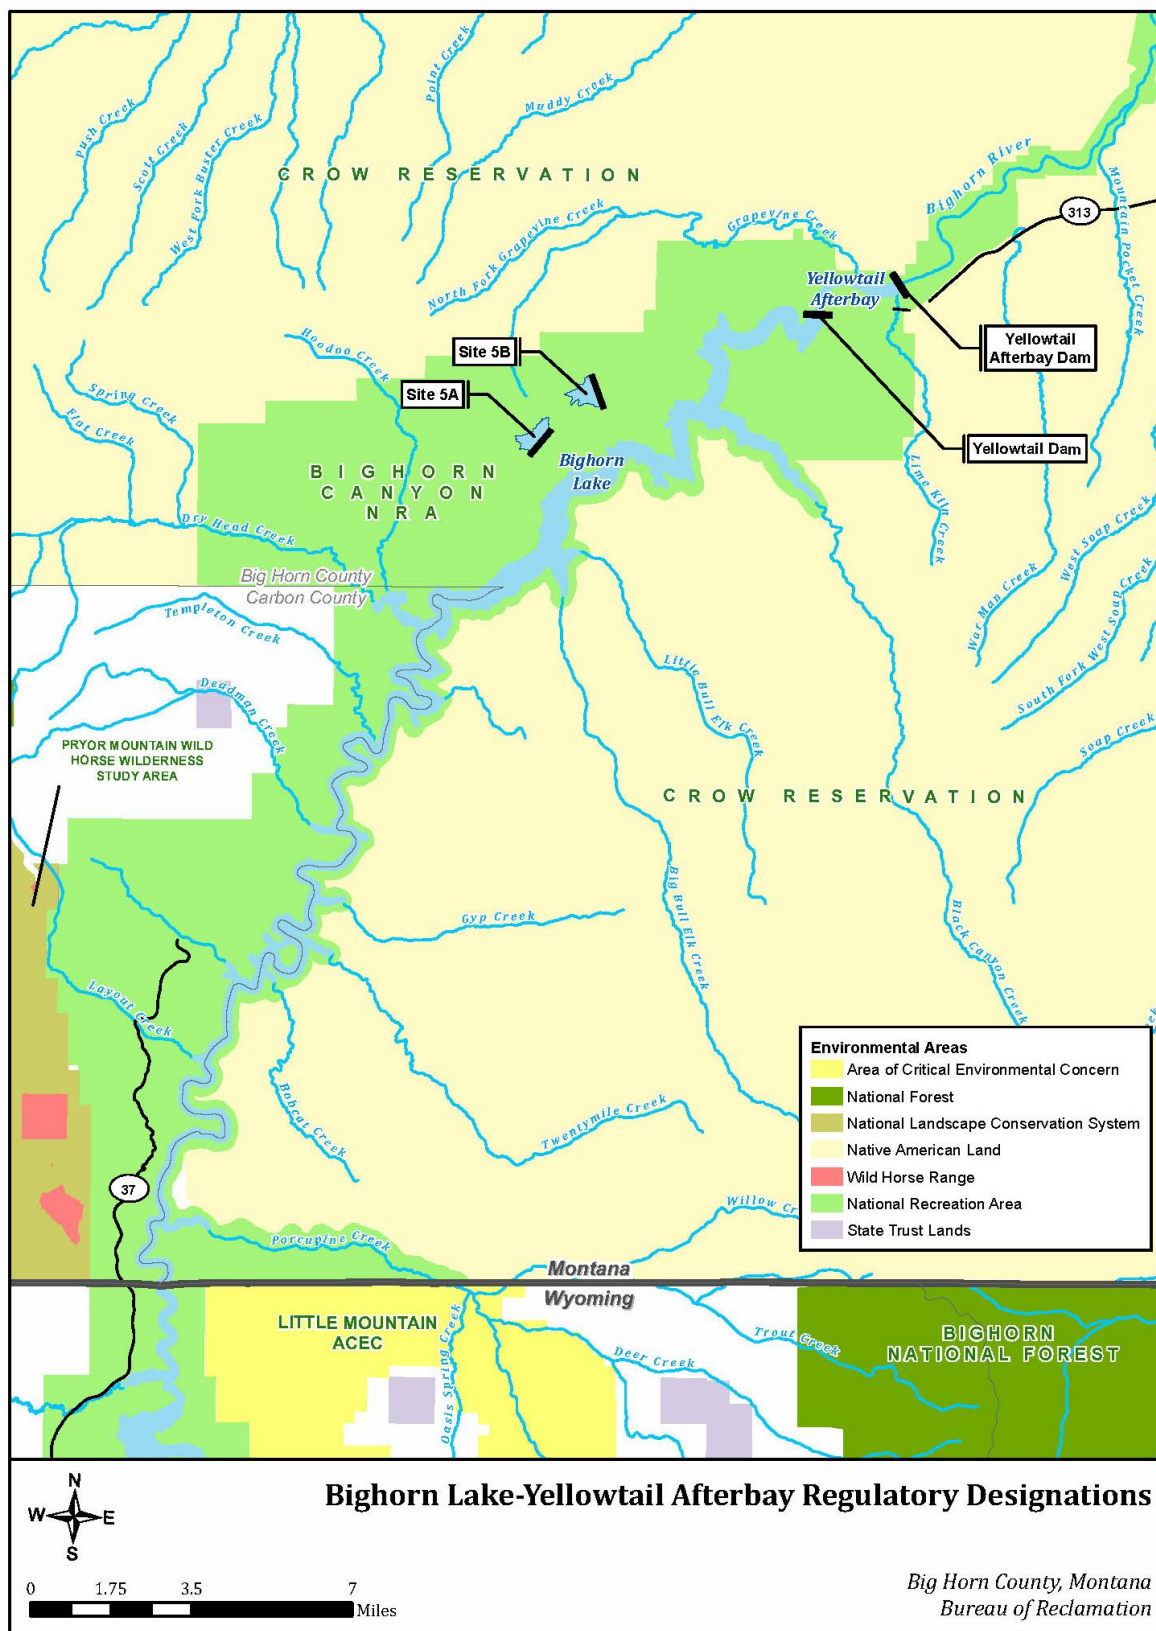 Push Creek
Scott Creek
West Fork Buster Creek
Point Creek
Muddy Creek
CROW RESERVATION
Bighorn River
Mountain Pocket Creek
313
North Fork Grapevine Creek
Grapevine Creek
Yellowtail
Afterbay
Yellowtail
Afterbay Dam
Hoodoo Creek
Site 5B
Site 5A
Spring Creek
Flat Creek
Yellowtail Dam
Bighorn
Lake
BIGHORN
CANYON
NRA
Lime Kiln Creek
West Soap Creek
Dry Head Creek
Big Horn County
Carbon County
War Man Creek
South Fork West Soap Creek
Templeton Creek
Little Bull Elk Creek
Deadman Creek
Soap Creek
PRYOR MOUNTAIN WILD
HORSE WILDERNESS
STUDY AREA
CROW RESERVATION
Big Bull Elk Creek
Black Canyon Creek
Gyp Creek
Layout Creek
Bobcat Creek
Twentymile Creek
Environmental Areas
Area of Critical Environmental Concern
National Forest
National Landscape Conservation System
Native American Land
Wild Horse Range
National Recreation Area
State Trust Lands
37
Willow Cr
Porcupine Creek
Montana
Wyoming
LITTLE MOUNTAIN
ACEC
Oasis Spring Creek
Deer Creek
Trout Creek
BIGHORN
NATIONAL FOREST
N
W E
S
Bighorn Lake-Yellowtail Afterbay Regulatory Designations
0 1.75 3.5 7
Miles
Big Horn County, Montana
Bureau of Reclamation